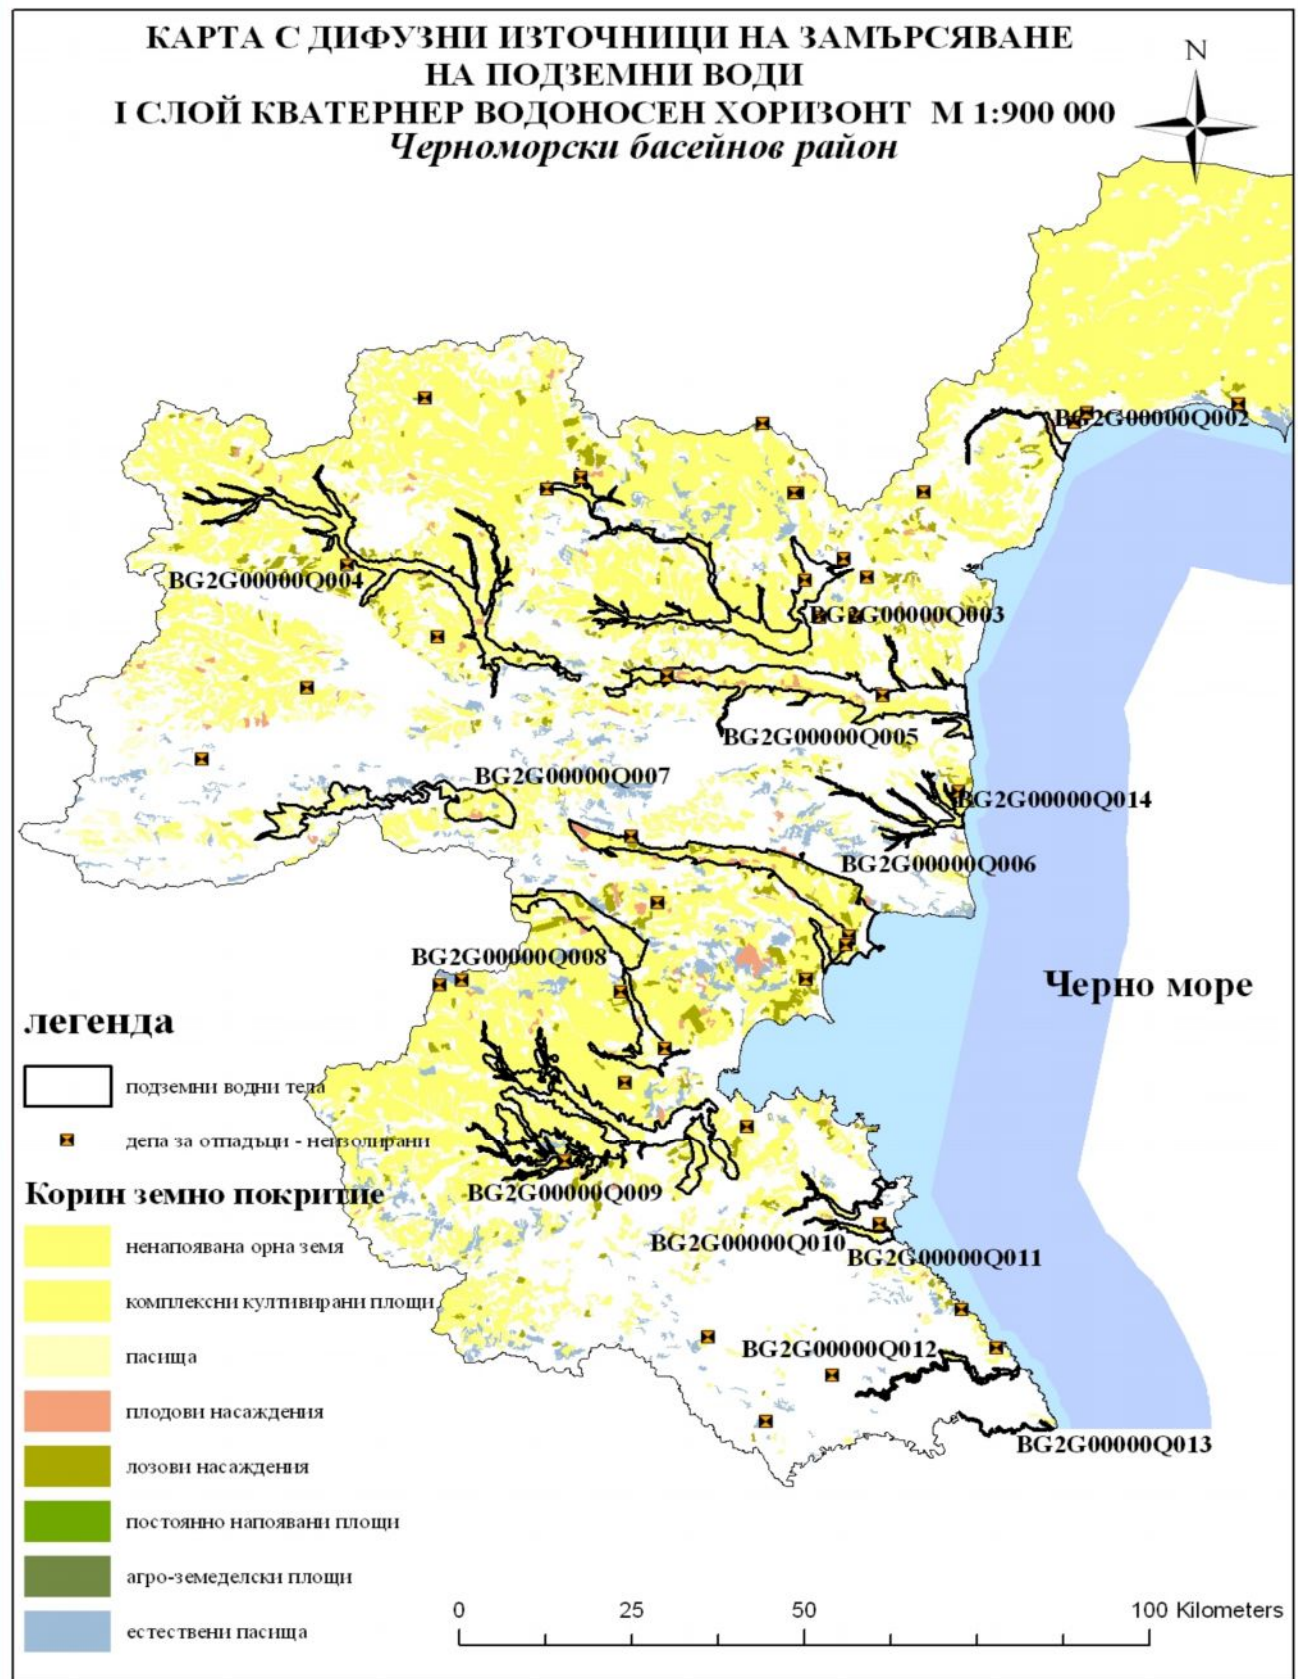 КАРТА С ДИФУЗНИ ИЗТОЧНИЦИ НА ЗАМЪРСЯВАНЕ
НА ПОДЗЕМНИ ВОДИ
I СЛОЙ КВАТЕРНЕР ВОДОНОСЕН ХОРИЗОНТ М 1:900 000
Черноморски басейнов район
N
BG2G00000Q002
BG2G00000Q004
BG2G00000Q003
BG2G00000Q005
BG2G00000Q007
BG2G00000Q014
BG2G00000Q006
BG2G00000Q008
Черно море
BG2G00000Q009
BG2G00000Q010
BG2G00000Q011
BG2G00000Q012
BG2G00000Q013
легенда
подземни водни тела
депа за отпадъци - неизолирани
Корин земно покритие
ненапоявана орна земя
комплексни култивирани площи
пасища
плодови насаждения
лозови насаждения
постоянно напоявани площи
агро-земеделски площи
естествени пасища
0 25 50 100 Kilometers